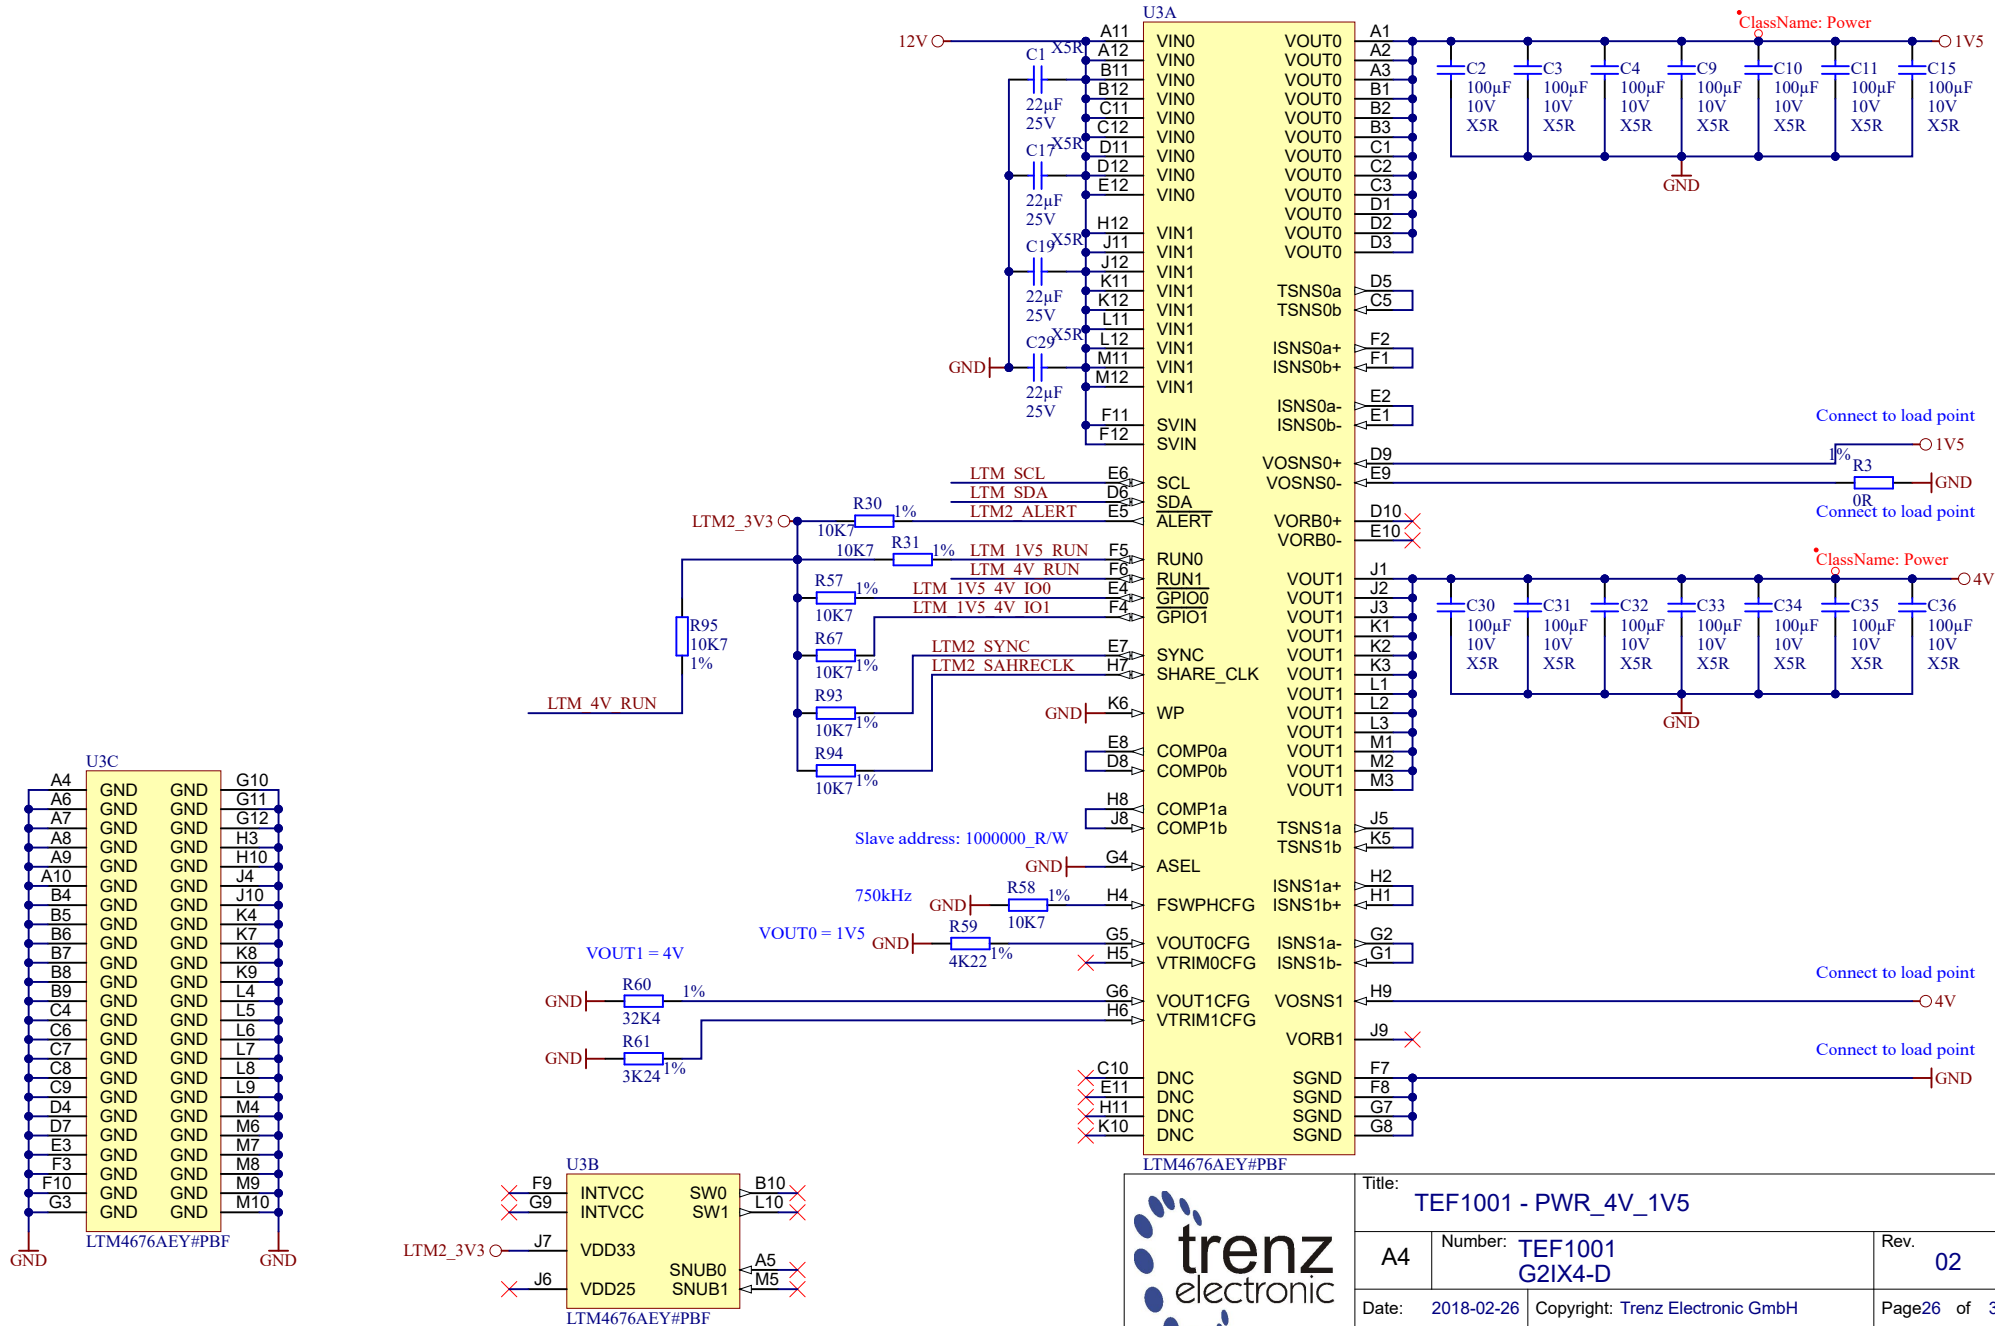 U3A
ClassName: Power
12V
1V5
C1 X5R
22µF
25V
C17 X5R
22µF
25V
C19 X5R
22µF
25V
C29 X5R
22µF
25V
GND
A11 VIN0
A12 VIN0
B11 VIN0
B12 VIN0
C11 VIN0
C12 VIN0
D11 VIN0
D12 VIN0
E12 VIN0
H12 VIN1
J11 VIN1
J12 VIN1
K11 VIN1
K12 VIN1
L11 VIN1
L12 VIN1
M11 VIN1
M12 VIN1
F11 SVIN
F12 SVIN
LTM_SCL E6 SCL
LTM_SDA D6 SDA
LTM2_3V3 R30 10K7 1% LTM2_ALERT E5 ALERT
10K7 R31 1% LTM_1V5_RUN F5 RUN0
LTM_4V_RUN F6 RUN1
R57 10K7 1% LTM_1V5_4V_IO0 E4 GPIO0
LTM_1V5_4V_IO1 F4 GPIO1
R67 10K7 1%
LTM2_SYNC E7 SYNC
LTM2_SAHRECLK H7 SHARE_CLK
R95
10K7
1%
R93 10K7 1%
R94 10K7 1%
LTM_4V_RUN
GND K6 WP
E8 COMP0a
D8 COMP0b
H8 COMP1a
J8 COMP1b
Slave address: 1000000_R/W
GND G4 ASEL
750kHz GND R58 10K7 1% H4 FSWPHCFG
VOUT0 = 1V5 GND R59 4K22 1% G5 VOUT0CFG
H5 VTRIM0CFG
VOUT1 = 4V
GND R60 32K4 1% G6 VOUT1CFG
GND R61 3K24 1% H6 VTRIM1CFG
C10 DNC
E11 DNC
H11 DNC
K10 DNC
VOUT0 A1
VOUT0 A2
VOUT0 A3
VOUT0 B1
VOUT0 B2
VOUT0 B3
VOUT0 C1
VOUT0 C2
VOUT0 C3
VOUT0 D1
VOUT0 D2
VOUT0 D3
TSNS0a D5
TSNS0b C5
ISNS0a+ F2
ISNS0b+ F1
ISNS0a- E2
ISNS0b- E1
VOSNS0+ D9
VOSNS0- E9
VORB0+ D10
VORB0- E10
VOUT1 J1
VOUT1 J2
VOUT1 J3
VOUT1 K1
VOUT1 K2
VOUT1 K3
VOUT1 L1
VOUT1 L2
VOUT1 L3
VOUT1 M1
VOUT1 M2
VOUT1 M3
TSNS1a J5
TSNS1b K5
ISNS1a+ H2
ISNS1b+ H1
ISNS1a- G2
ISNS1b- G1
VOSNS1 H9
VORB1 J9
SGND F7
SGND F8
SGND G7
SGND G8
LTM4676AEY#PBF
C2 C3 C4 C9 C10 C11 C15
100µF 100µF 100µF 100µF 100µF 100µF 100µF
10V 10V 10V 10V 10V 10V 10V
X5R X5R X5R X5R X5R X5R X5R
GND
Connect to load point
1V5
1%
R3
0R
GND
Connect to load point
ClassName: Power
4V
C30 C31 C32 C33 C34 C35 C36
100µF 100µF 100µF 100µF 100µF 100µF 100µF
10V 10V 10V 10V 10V 10V 10V
X5R X5R X5R X5R X5R X5R X5R
GND
Connect to load point
4V
Connect to load point
GND
U3C
A4 GND GND G10
A6 GND GND G11
A7 GND GND G12
A8 GND GND H3
A9 GND GND H10
A10 GND GND J4
B4 GND GND J10
B5 GND GND K4
B6 GND GND K7
B7 GND GND K8
B8 GND GND K9
B9 GND GND L4
C4 GND GND L5
C6 GND GND L6
C7 GND GND L7
C8 GND GND L8
C9 GND GND L9
D4 GND GND M4
D7 GND GND M6
E3 GND GND M7
F3 GND GND M8
F10 GND GND M9
G3 GND GND M10
LTM4676AEY#PBF
GND GND
U3B
F9 INTVCC SW0 B10
G9 INTVCC SW1 L10
LTM2_3V3 J7 VDD33
SNUB0 A5
J6 VDD25 SNUB1 M5
LTM4676AEY#PBF
trenz
electronic
Title:
TEF1001 - PWR_4V_1V5
A4
Number: TEF1001
G2IX4-D
Rev.
02
Date: 2018-02-26 Copyright: Trenz Electronic GmbH Page26 of